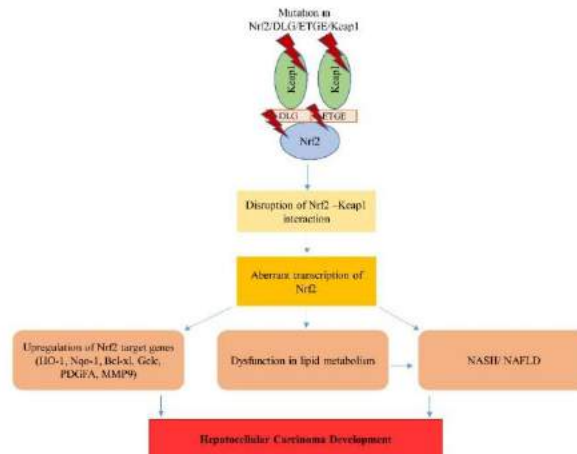 Mutation in
Nrf2/DLG/ETGE/Keap1
Keap1
Keap1
DLG
ETGE
Nrf2
Disruption of Nrf2 –Keap1
interaction
Aberrant transcription of
Nrf2
Upregulation of Nrf2 target genes
(HO-1, Nqo-1, Bcl-xl, Gclc,
PDGFA, MMP9)
Dysfunction in lipid metabolism
NASH/ NAFLD
Hepatocellular Carcinoma Development